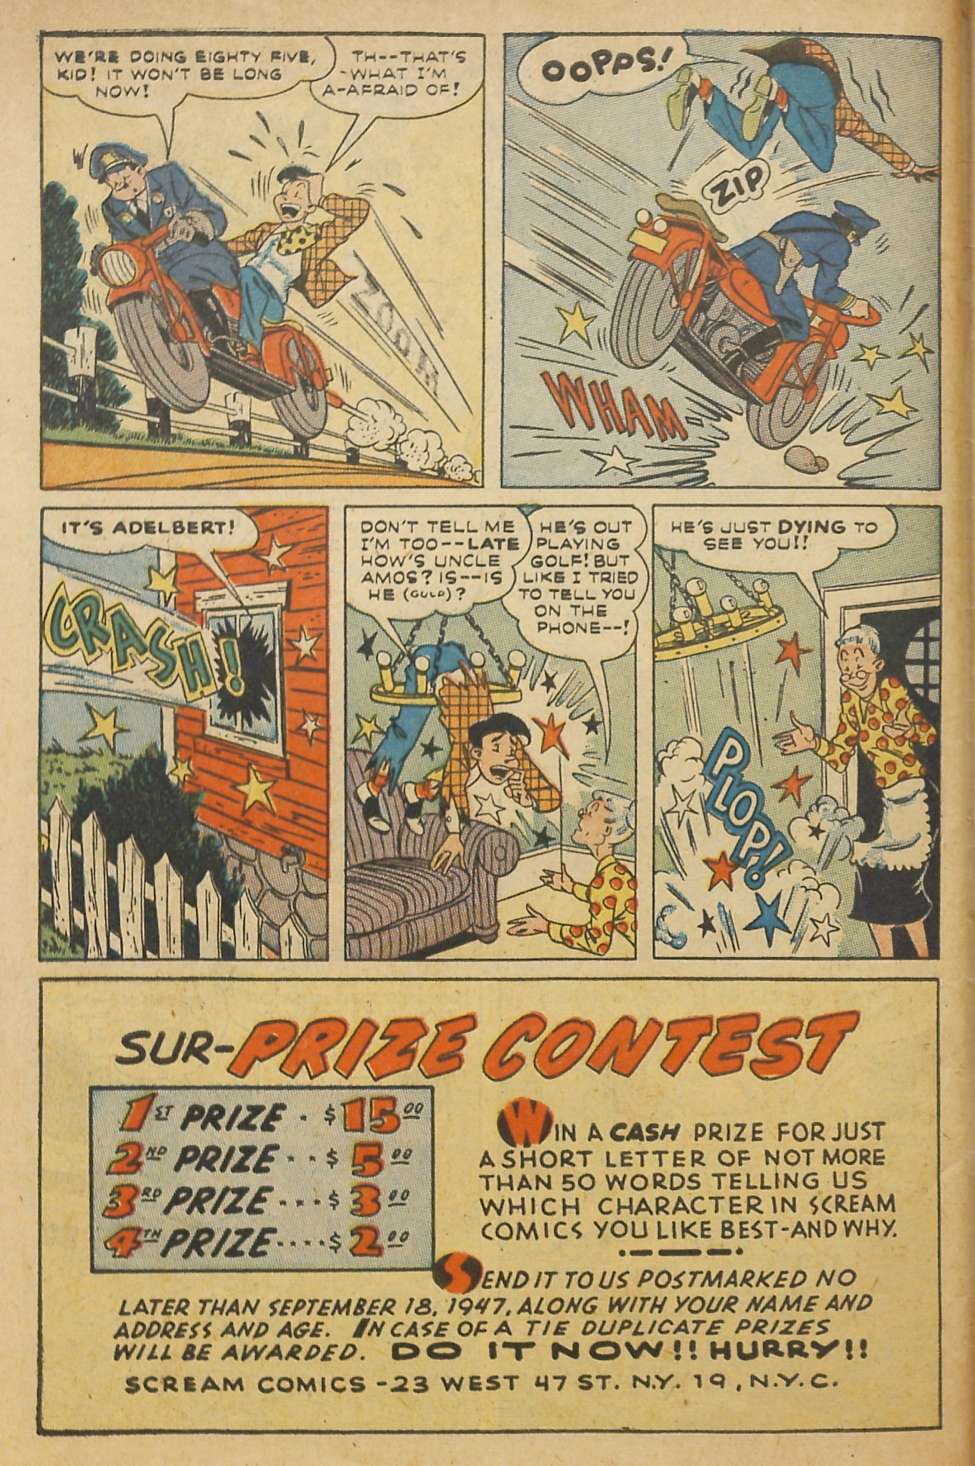 WE'RE DOING EIGHTY FIVE,
KID! IT WON'T BE LONG
NOW!
TH--THAT'S
-WHAT I'M
A-AFRAID OF!
ZOOM
OOPPS!
ZIP
WHAM
IT'S ADELBERT!
CRASH!
DON'T TELL ME
I'M TOO--LATE
HOW'S UNCLE
AMOS? IS--IS
HE (GULP)?
HE'S OUT
PLAYING
GOLF! BUT
LIKE I TRIED
TO TELL YOU
ON THE
PHONE--!
HE'S JUST DYING TO
SEE YOU!!
PLOP!
SUR-PRIZE CONTEST
1ST PRIZE . $15.00
2ND PRIZE . . $5.00
3RD PRIZE . . . $3.00
4TH PRIZE . . . . $2.00
WIN A CASH PRIZE FOR JUST
A SHORT LETTER OF NOT MORE
THAN 50 WORDS TELLING US
WHICH CHARACTER IN SCREAM
COMICS YOU LIKE BEST-AND WHY.
SEND IT TO US POSTMARKED NO
LATER THAN SEPTEMBER 18, 1947, ALONG WITH YOUR NAME AND
ADDRESS AND AGE. IN CASE OF A TIE DUPLICATE PRIZES
WILL BE AWARDED. DO IT NOW!! HURRY!!
SCREAM COMICS -23 WEST 47 ST. N.Y. 19, N.Y.C.